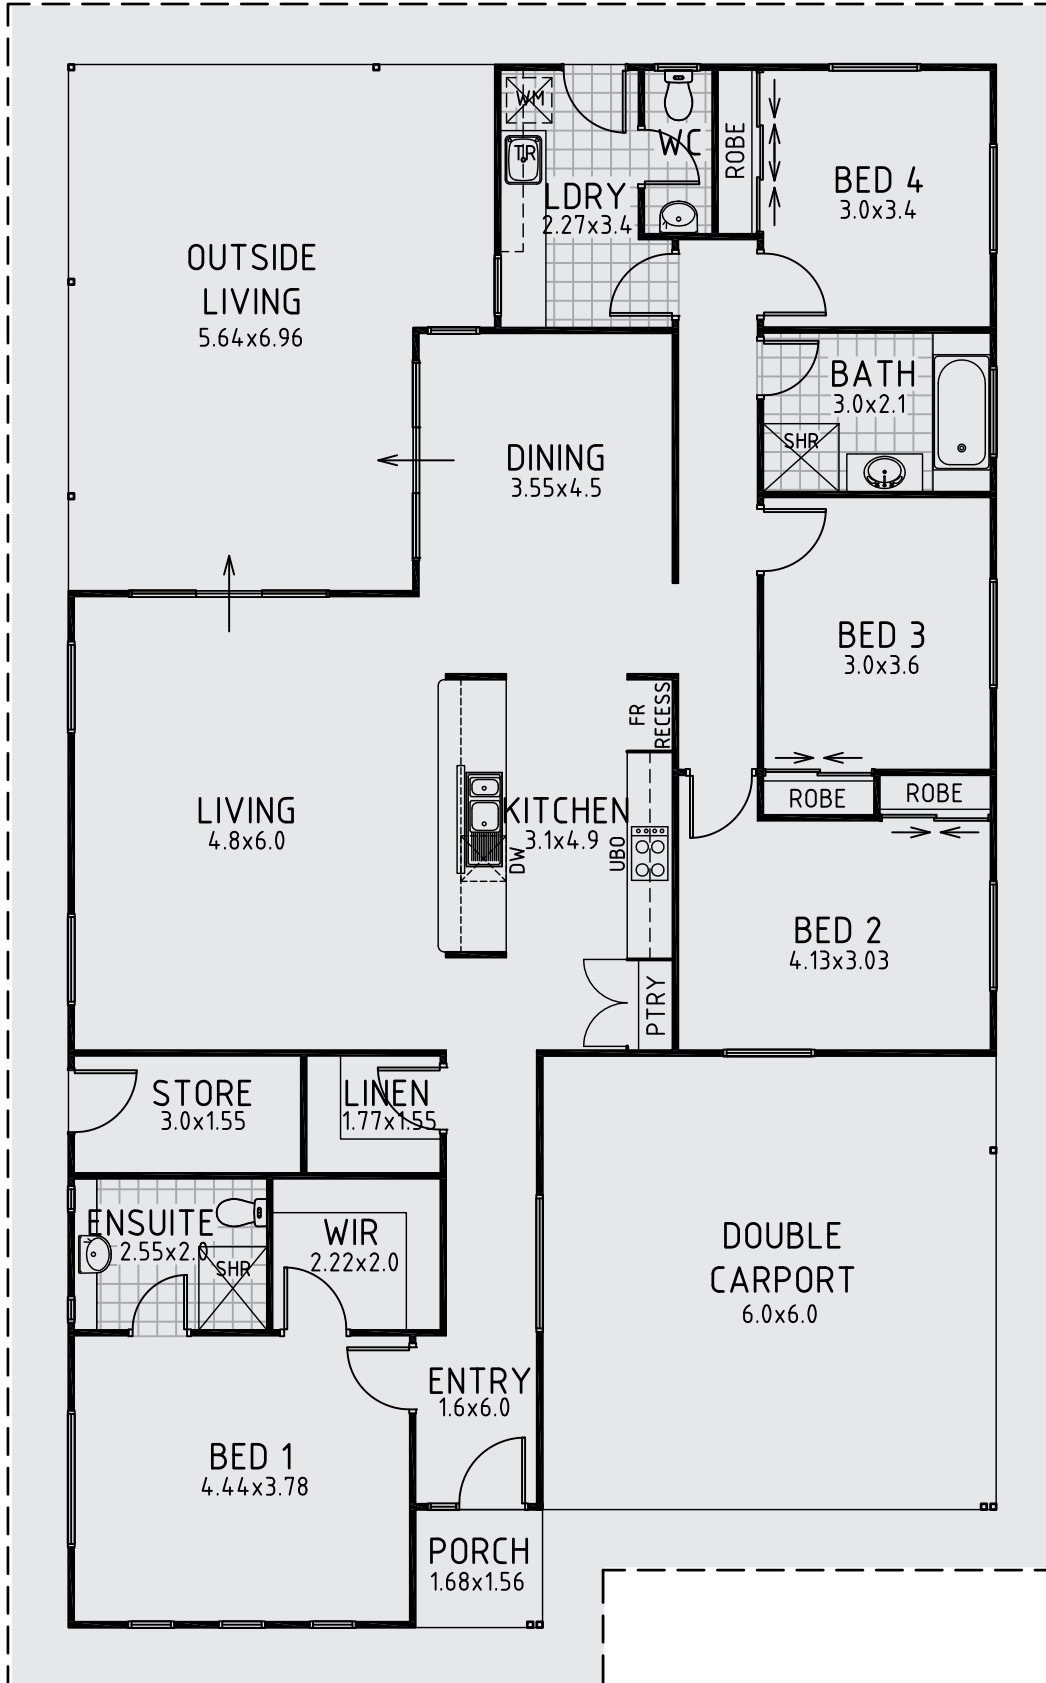 WM
TR
WC
LDRY
2.27x3.4
ROBE
BED 4
3.0x3.4
OUTSIDE
LIVING
5.64x6.96
BATH
3.0x2.1
SHR
DINING
3.55x4.5
BED 3
3.0x3.6
FR
RECESS
ROBE
ROBE
LIVING
4.8x6.0
KITCHEN
3.1x4.9
DW
UBO
BED 2
4.13x3.03
PTRY
STORE
3.0x1.55
LINEN
1.77x1.55
ENSUITE
2.55x2.0
SHR
WIR
2.22x2.0
DOUBLE
CARPORT
6.0x6.0
ENTRY
1.6x6.0
BED 1
4.44x3.78
PORCH
1.68x1.56